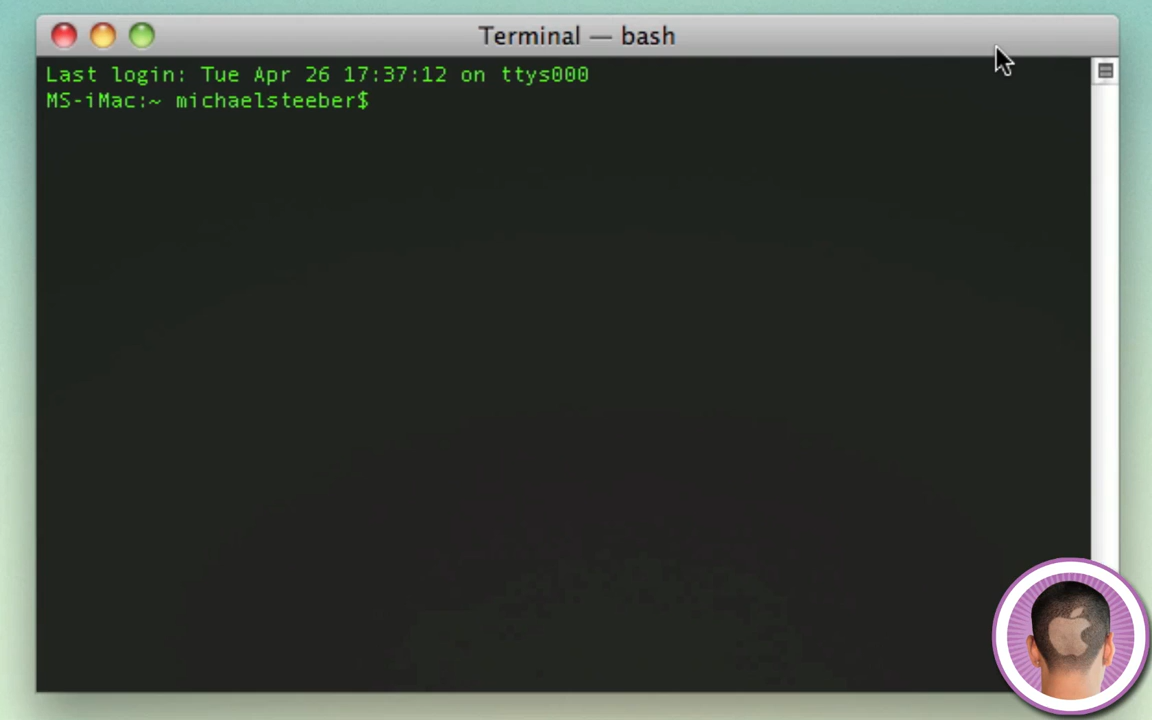 Terminal — bash
Last login: Tue Apr 26 17:37:12 on ttys000
MS-iMac:~ michaelsteeber$